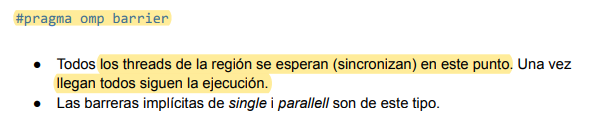 #pragma omp barrier
● Todos los threads de la región se esperan (sincronizan) en este punto. Una vez
llegan todos siguen la ejecución.
● Las barreras implícitas de single i parallell son de este tipo.